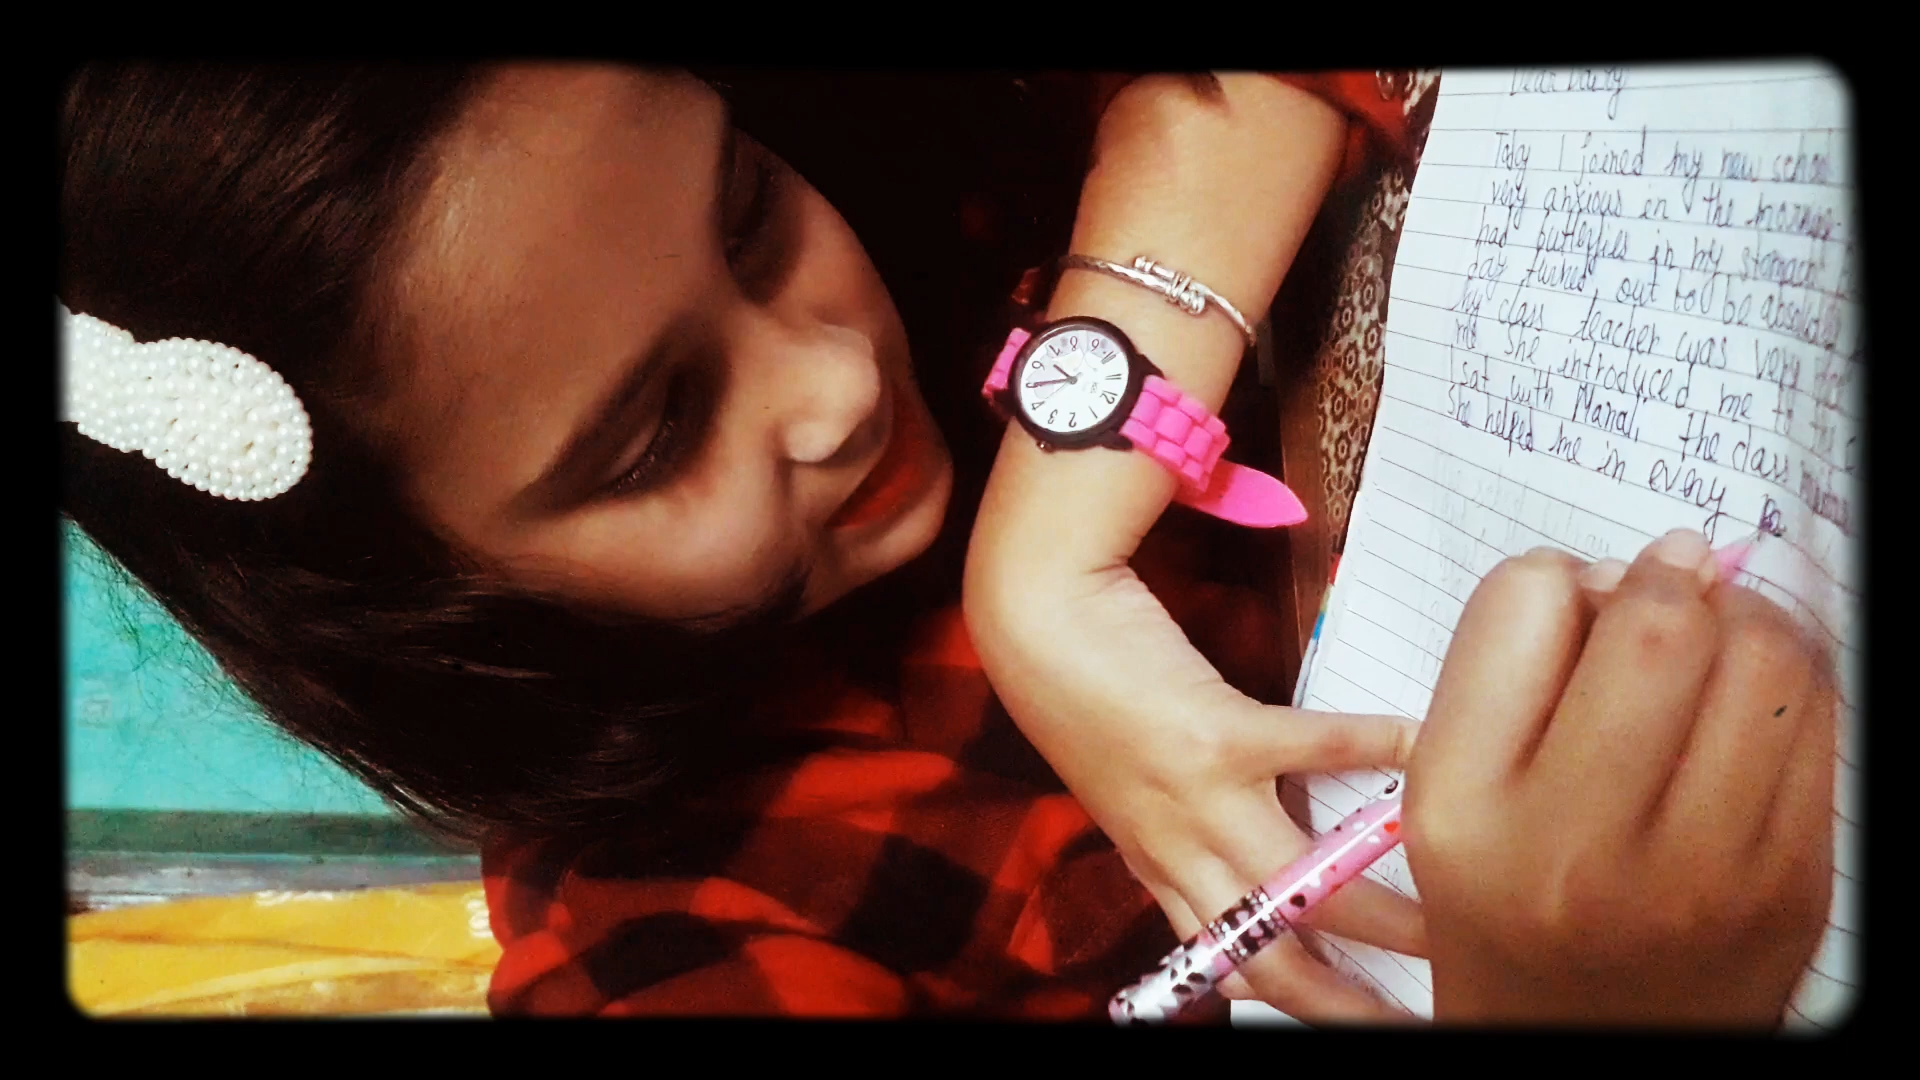 Dear Dairy
Today I joined my new school
very anxious in the morning.
had butterflies in my stomach
day turned out to be absolutely
my class teacher was very
me she introduced me to the
I sat with Manali the class
She helped me in every